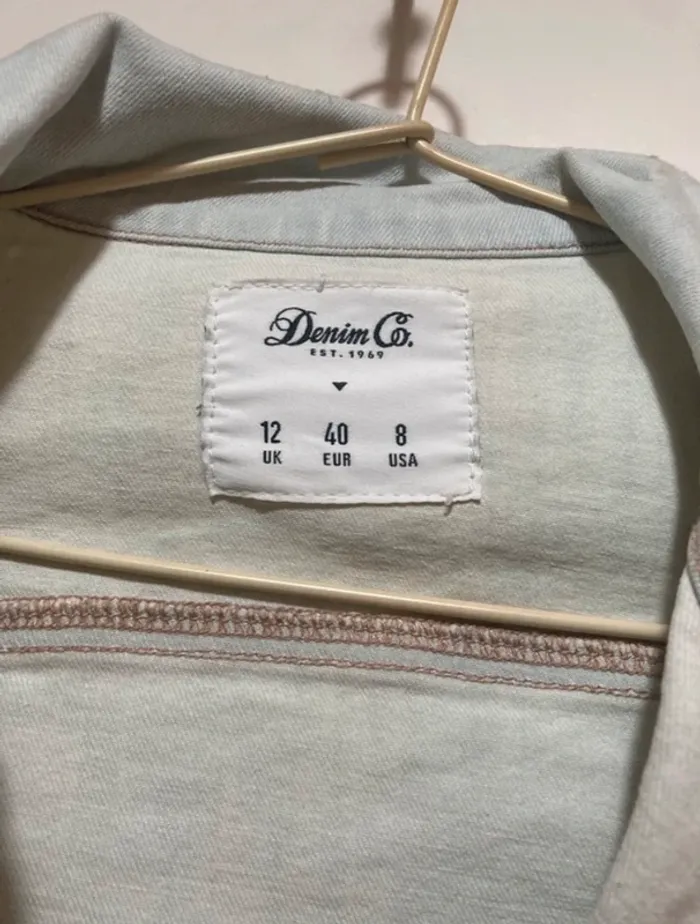 Denim Co.
EST. 1969
12 40 8
UK EUR USA